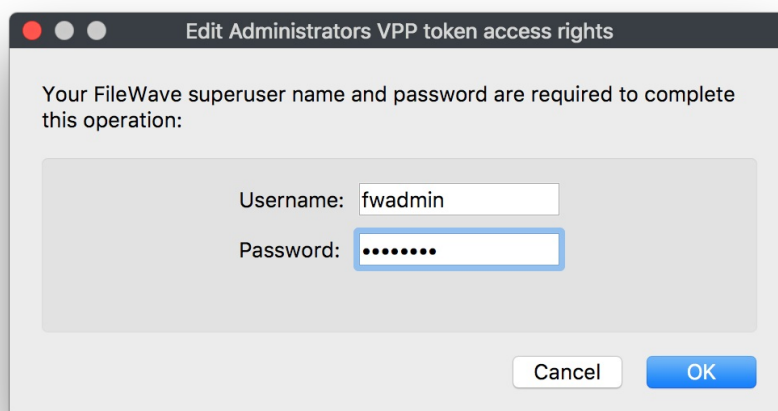 Edit Administrators VPP token access rights
Your FileWave superuser name and password are required to complete
this operation:
Username: fwadmin
Password: ••••••••
Cancel OK